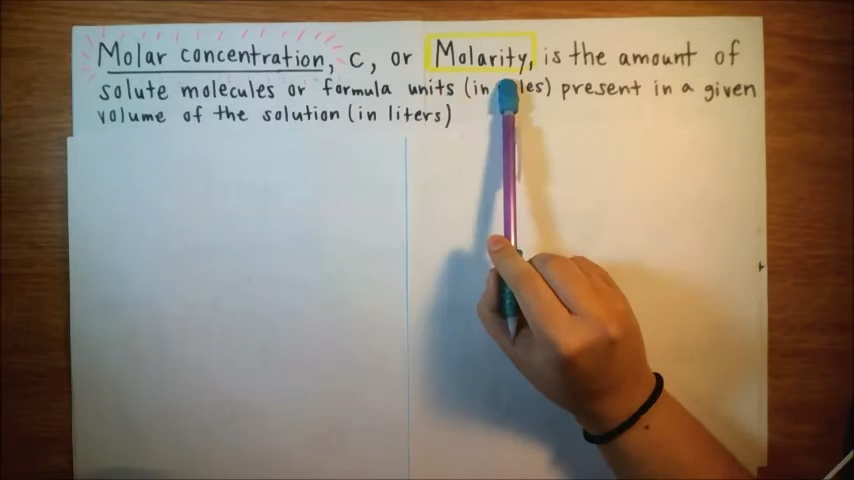 Molar concentration, c, or Molarity, is the amount of
solute molecules or formula units (in les) present in a given
volume of the solution (in liters)